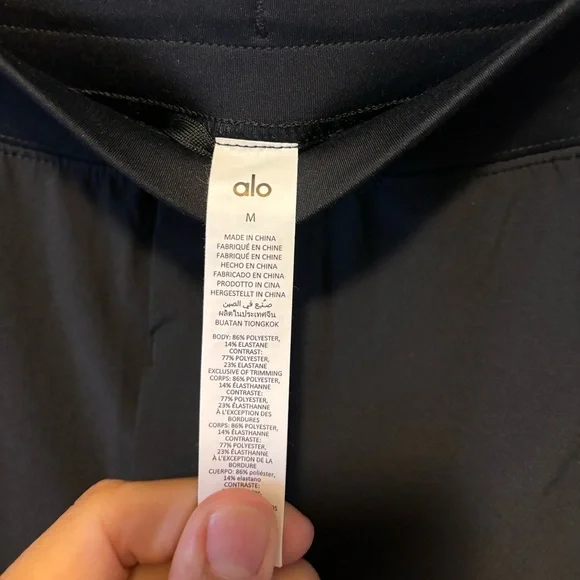 alo
M
MADE IN CHINA
FABRIQUÉ EN CHINE
FABRIQUÉ EN CHINE
HECHO EN CHINA
FABRICADO EN CHINA
PRODOTTO IN CINA
HERGESTELLT IN CHINA
صنع في الصين
ผลิตในประเทศจีน
BUATAN TIONGKOK
BODY: 86% POLYESTER,
14% ELASTANE
CONTRAST:
77% POLYESTER,
23% ELASTANE
EXCLUSIVE OF TRIMMING
CORPS: 86% POLYESTER,
14% ÉLASTHANNE
CONTRASTE:
77% POLYESTER,
23% ÉLASTHANNE
À L'EXCEPTION DES
BORDURES
CORPS: 86% POLYESTER,
14% ÉLASTHANNE
CONTRASTE:
77% POLYESTER,
23% ÉLASTHANNE
À L'EXCEPTION DE LA
BORDURE
CUERPO: 86% poliéster,
14% elastano
CONTRASTE: